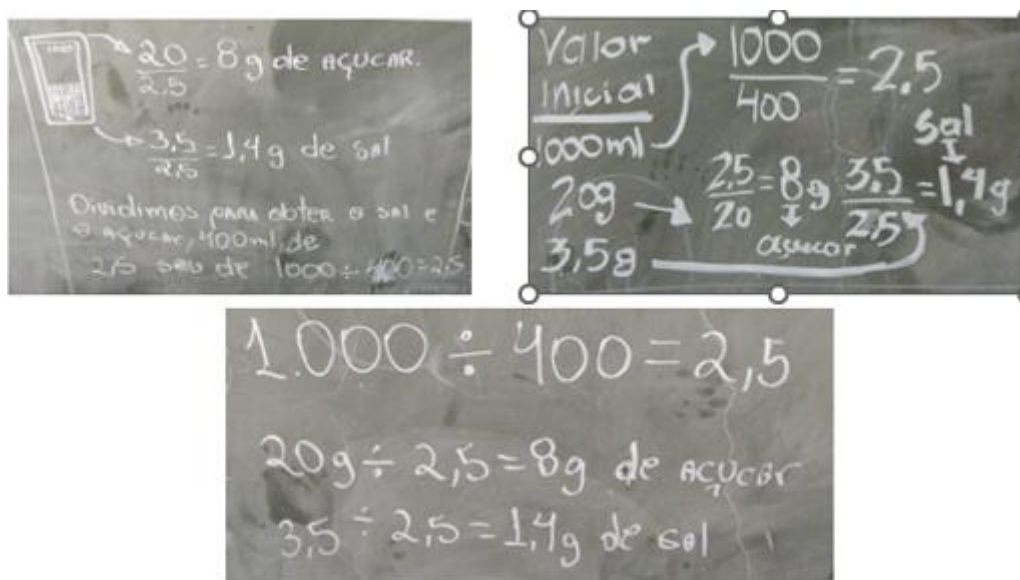 20/2,5 = 8 g de AÇUCAR.
3,5/2,5 = 1,4 g de sal
Dividimos para obter o sal e
o açucar, 400ml, de
2,5 de 1000 ÷ 400 = 2,5
Valor
Inicial
1000ml
20g
3,5g
1000/400 = 2,5
2,5/20 = 8g
açucar
3,5/2,5 = 1,4g
sal
1.000 ÷ 400 = 2,5
20g ÷ 2,5 = 8g de AÇUCAR
3,5 ÷ 2,5 = 1,4g de sal